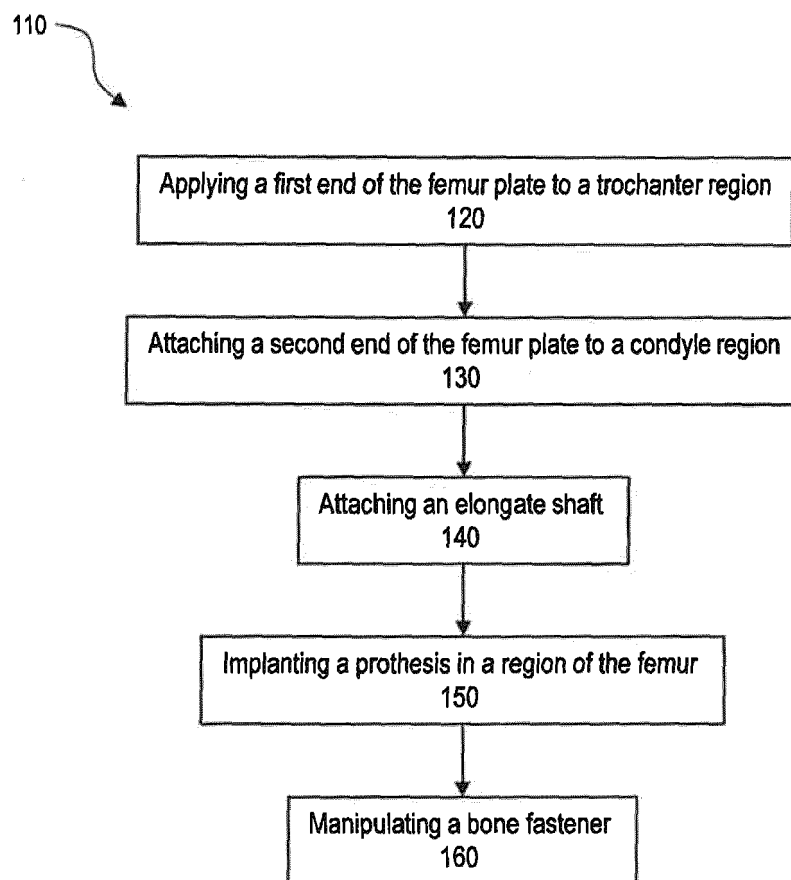 110
Applying a first end of the femur plate to a trochanter region
120
Attaching a second end of the femur plate to a condyle region
130
Attaching an elongate shaft
140
Implanting a prothesis in a region of the femur
150
Manipulating a bone fastener
160